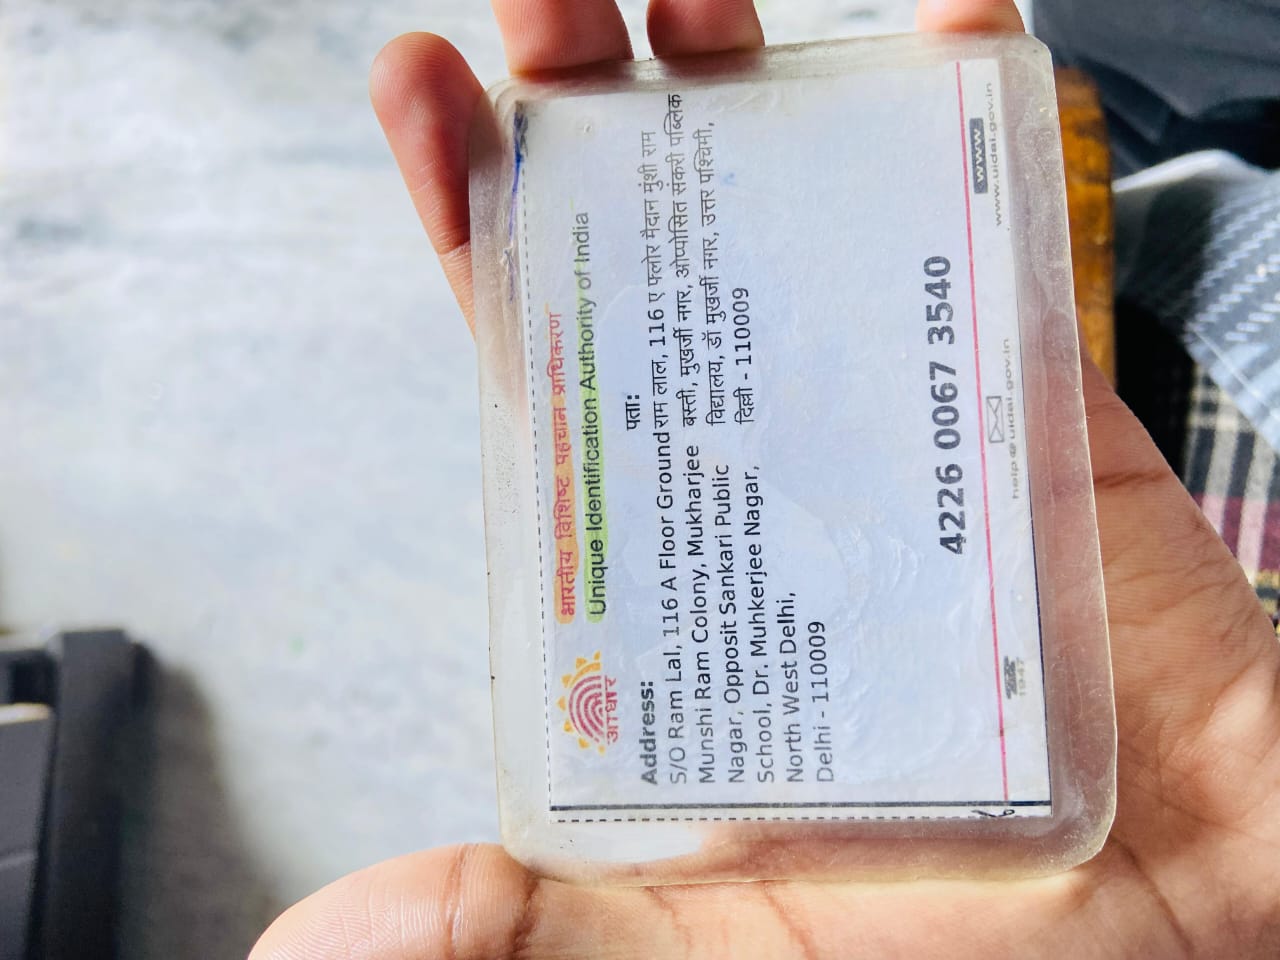 भारतीय विशिष्ट पहचान प्राधिकरण
Unique Identification Authority of India
आधार
Address:
S/O Ram Lal, 116 A Floor Ground
Munshi Ram Colony, Mukharjee
Nagar, Opposit Sankari Public
School, Dr. Muhkerjee Nagar,
North West Delhi,
Delhi - 110009
पता:
राम लाल, 116 ए फ्लोर मैदान मुंशी राम
बस्ती, मुखर्जी नगर, ओप्पोसित संकरी पब्लिक
विद्यालय, डॉ मुखर्जी नगर, उत्तर पश्चिमी,
दिल्ली - 110009
4226 0067 3540
1947
help@uidai.gov.in
www
www.uidai.gov.in